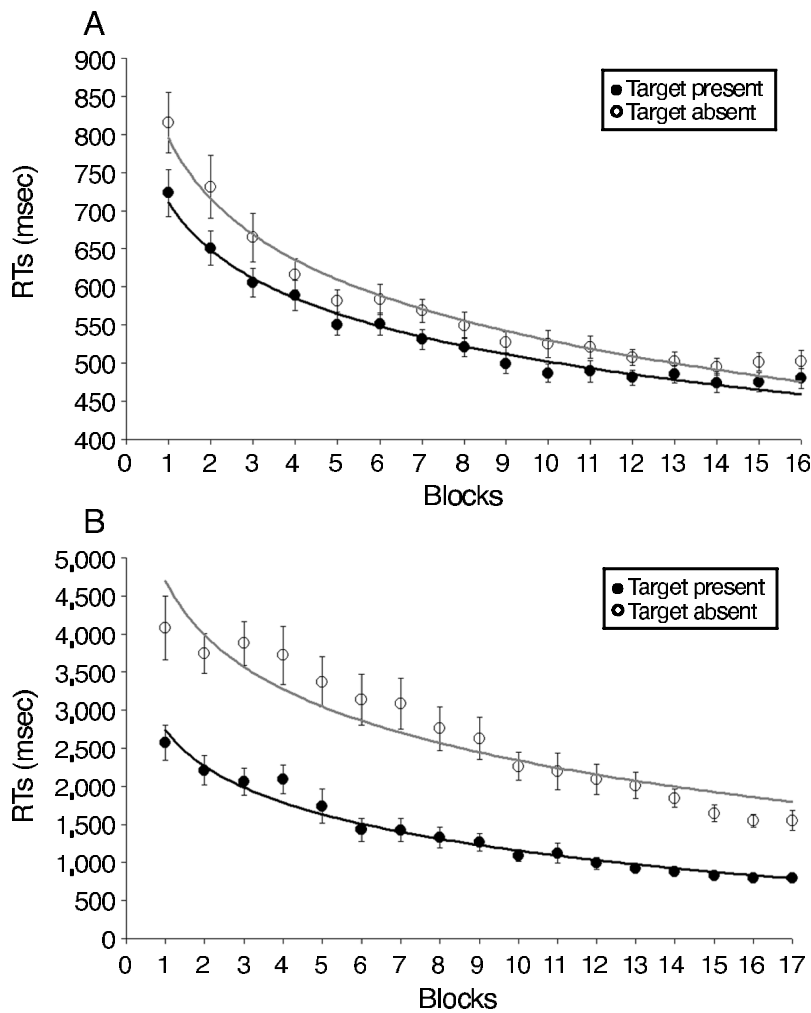 A
900
850
800
750
700
650
600
550
500
450
400
RTs (msec)
Target present
Target absent
0 1 2 3 4 5 6 7 8 9 10 11 12 13 14 15 16
Blocks
B
5,000
4,500
4,000
3,500
3,000
2,500
2,000
1,500
1,000
500
0
RTs (msec)
Target present
Target absent
0 1 2 3 4 5 6 7 8 9 10 11 12 13 14 15 16 17
Blocks